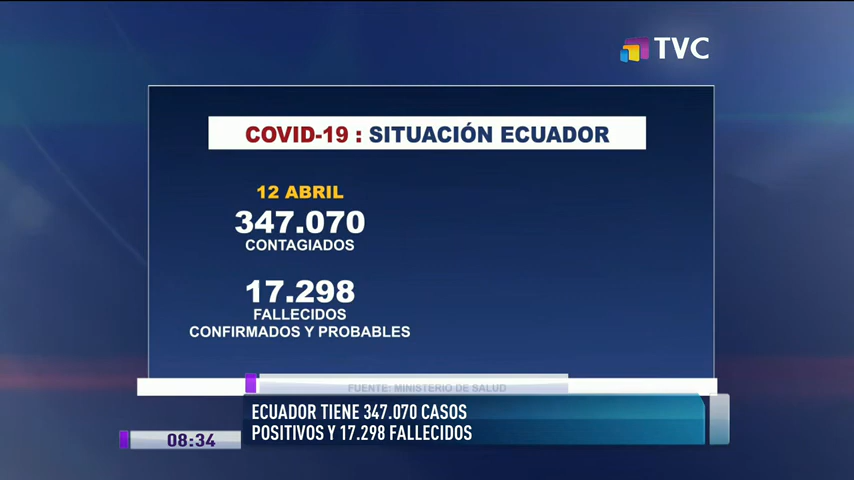 TVC
COVID-19 : SITUACIÓN ECUADOR
12 ABRIL
347.070
CONTAGIADOS
17.298
FALLECIDOS
CONFIRMADOS Y PROBABLES
FUENTE: MINISTERIO DE SALUD
ECUADOR TIENE 347.070 CASOS
POSITIVOS Y 17.298 FALLECIDOS
08:34